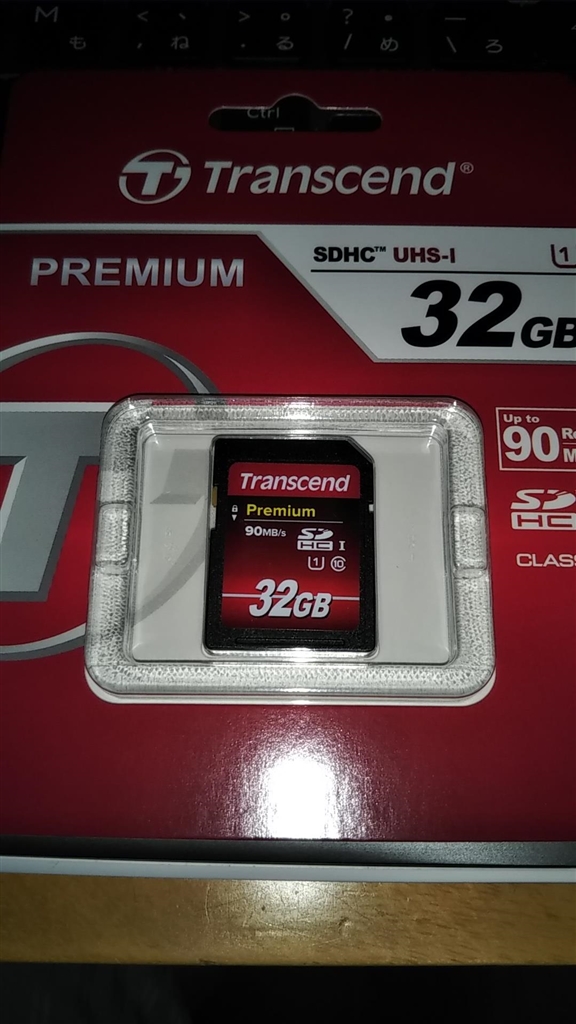 M < 、 > 。 ? ・ _
も 、 ね . る / め \ ろ
Ctrl
Transcend®
PREMIUM
SDHC™ UHS-I 1
32GB
Up to
90
Transcend
Premium
90MB/s SD HC I
1 10
32GB
SD
HC